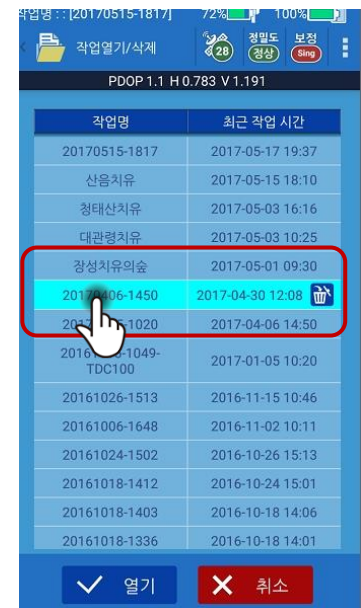 작업명 : : [20170515-1817] 72% 100%
작업열기/삭제 28 정밀도 정상 보정 Sing
PDOP 1.1 H 0.783 V 1.191
작업명 최근 작업 시간
20170515-1817 2017-05-17 19:37
산음치유 2017-05-15 18:10
청태산치유 2017-05-03 16:16
대관령치유 2017-05-03 10:25
장성치유의숲 2017-05-01 09:30
20170406-1450 2017-04-30 12:08
1020 2017-04-06 14:50
1049-
TDC100 2017-01-05 10:20
20161026-1513 2016-11-15 10:46
20161006-1648 2016-11-02 10:11
20161024-1502 2016-10-26 15:13
20161018-1412 2016-10-24 15:01
20161018-1403 2016-10-18 14:06
20161018-1336 2016-10-18 14:01
열기 취소